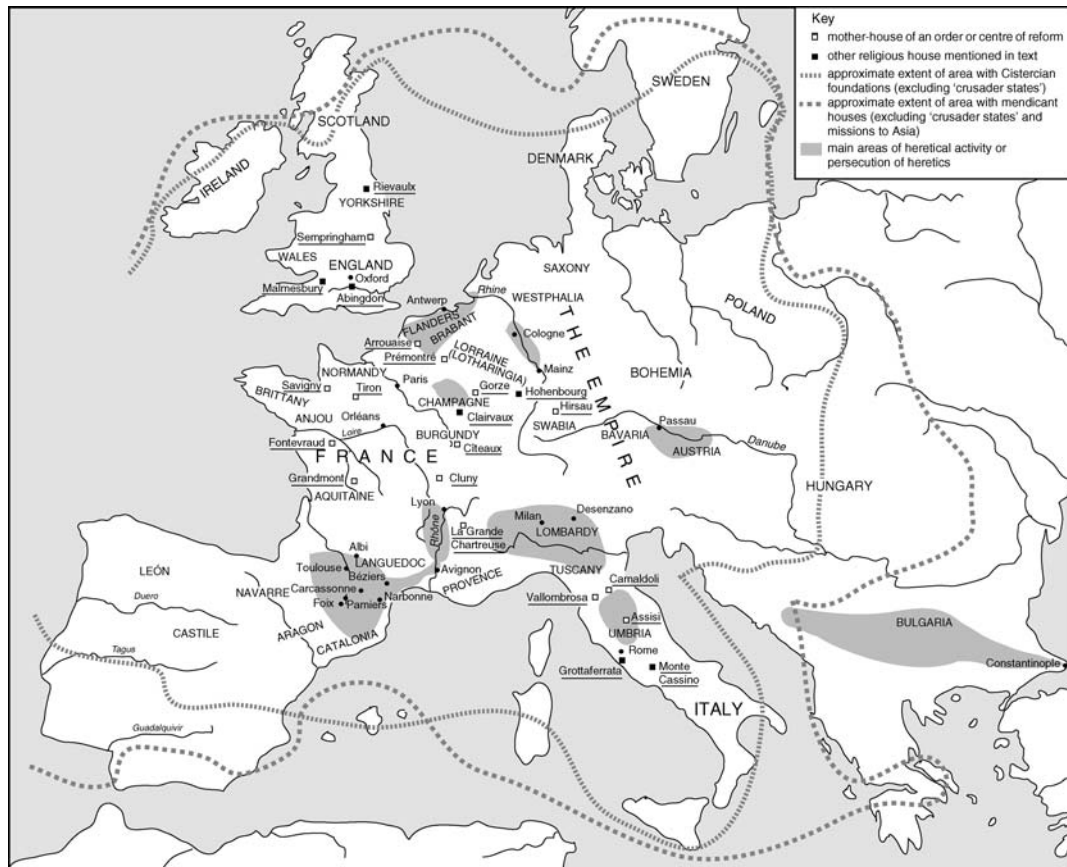 Key
mother-house of an order or centre of reform
other religious house mentioned in text
approximate extent of area with Cistercian
foundations (excluding ‘crusader states’)
approximate extent of area with mendicant
houses (excluding ‘crusader states’ and
missions to Asia)
main areas of heretical activity or
persecution of heretics
SWEDEN
SCOTLAND
DENMARK
IRELAND
Rievaulx
YORKSHIRE
Sempringham
WALES
ENGLAND
Oxford
Malmesbury
Abingdon
SAXONY
Antwerp
Rhine
WESTPHALIA
FLANDERS
BRABANT
Cologne
POLAND
THE EMPIRE
Arrouaise
Prémontré
LORRAINE
(LOTHARINGIA)
Mainz
BOHEMIA
NORMANDY
Paris
Savigny
Tiron
BRITTANY
Gorze
Hohenbourg
CHAMPAGNE
Clairvaux
Hirsau
SWABIA
Passau
BAVARIA
AUSTRIA
Danube
ANJOU
Orléans
Loire
BURGUNDY
Cîteaux
Fontevraud
FRANCE
Grandmont
Cluny
HUNGARY
AQUITAINE
Lyon
Rhône
La Grande
Chartreuse
Milan
Desenzano
LOMBARDY
Albi
LANGUEDOC
Toulouse
Béziers
Avignon
PROVENCE
TUSCANY
Carcassonne
Foix
Pamiers
Narbonne
Camaldoli
Vallombrosa
LEÓN
NAVARRE
Duero
CASTILE
ARAGON
CATALONIA
Assisi
UMBRIA
Rome
Grottaferrata
Monte
Cassino
BULGARIA
Constantinople
Tagus
ITALY
Guadalquivir